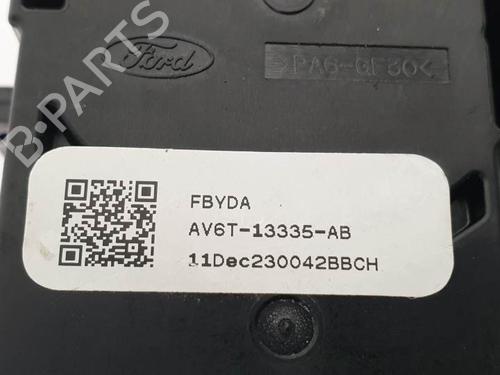 Ford
>PA6-GF30<
B-PARTS
FBYDA
AV6T-13335-AB
11Dec230042BBCH